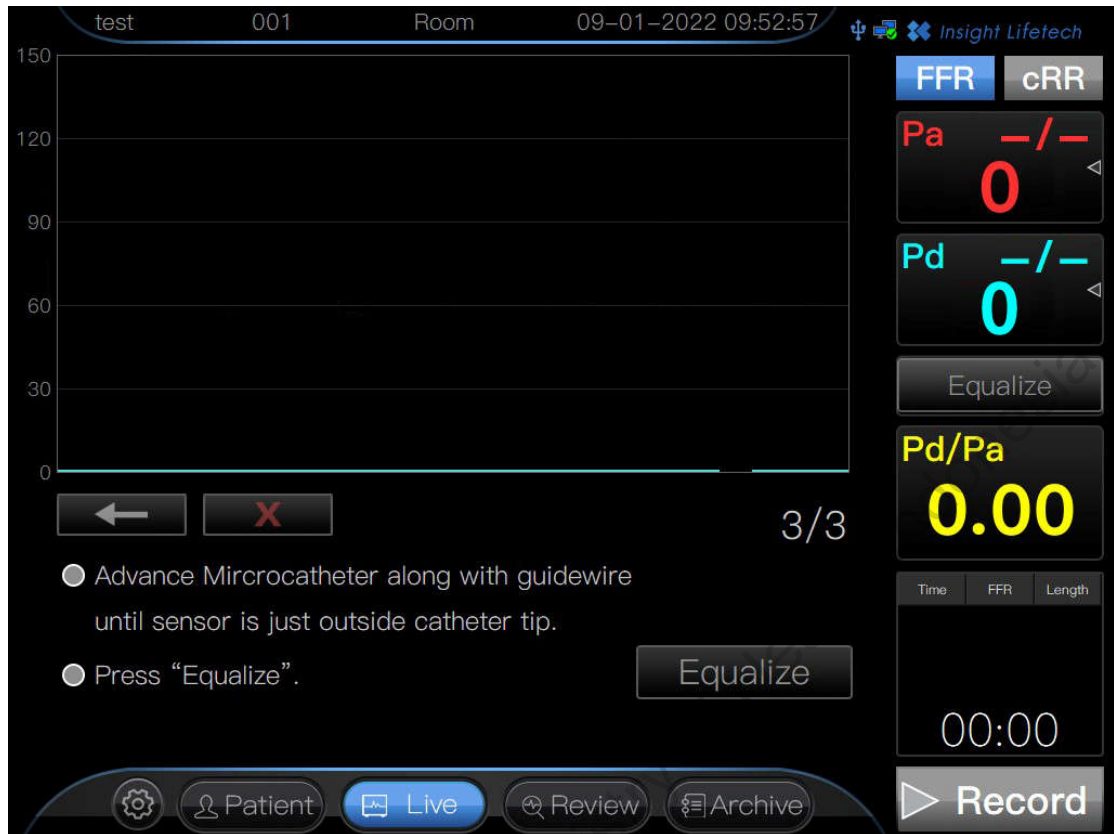 test 001 Room 09-01-2022 09:52:57 Insight Lifetech
FFR cRR
150
120
90
60
30
0
Pa -/-
0
Pd -/-
0
Equalize
Pd/Pa
0.00
X
3/3
Advance Mircrocatheter along with guidewire
until sensor is just outside catheter tip.
Press “Equalize”.
Equalize
Time FFR Length
00:00
Patient Live Review Archive
Record